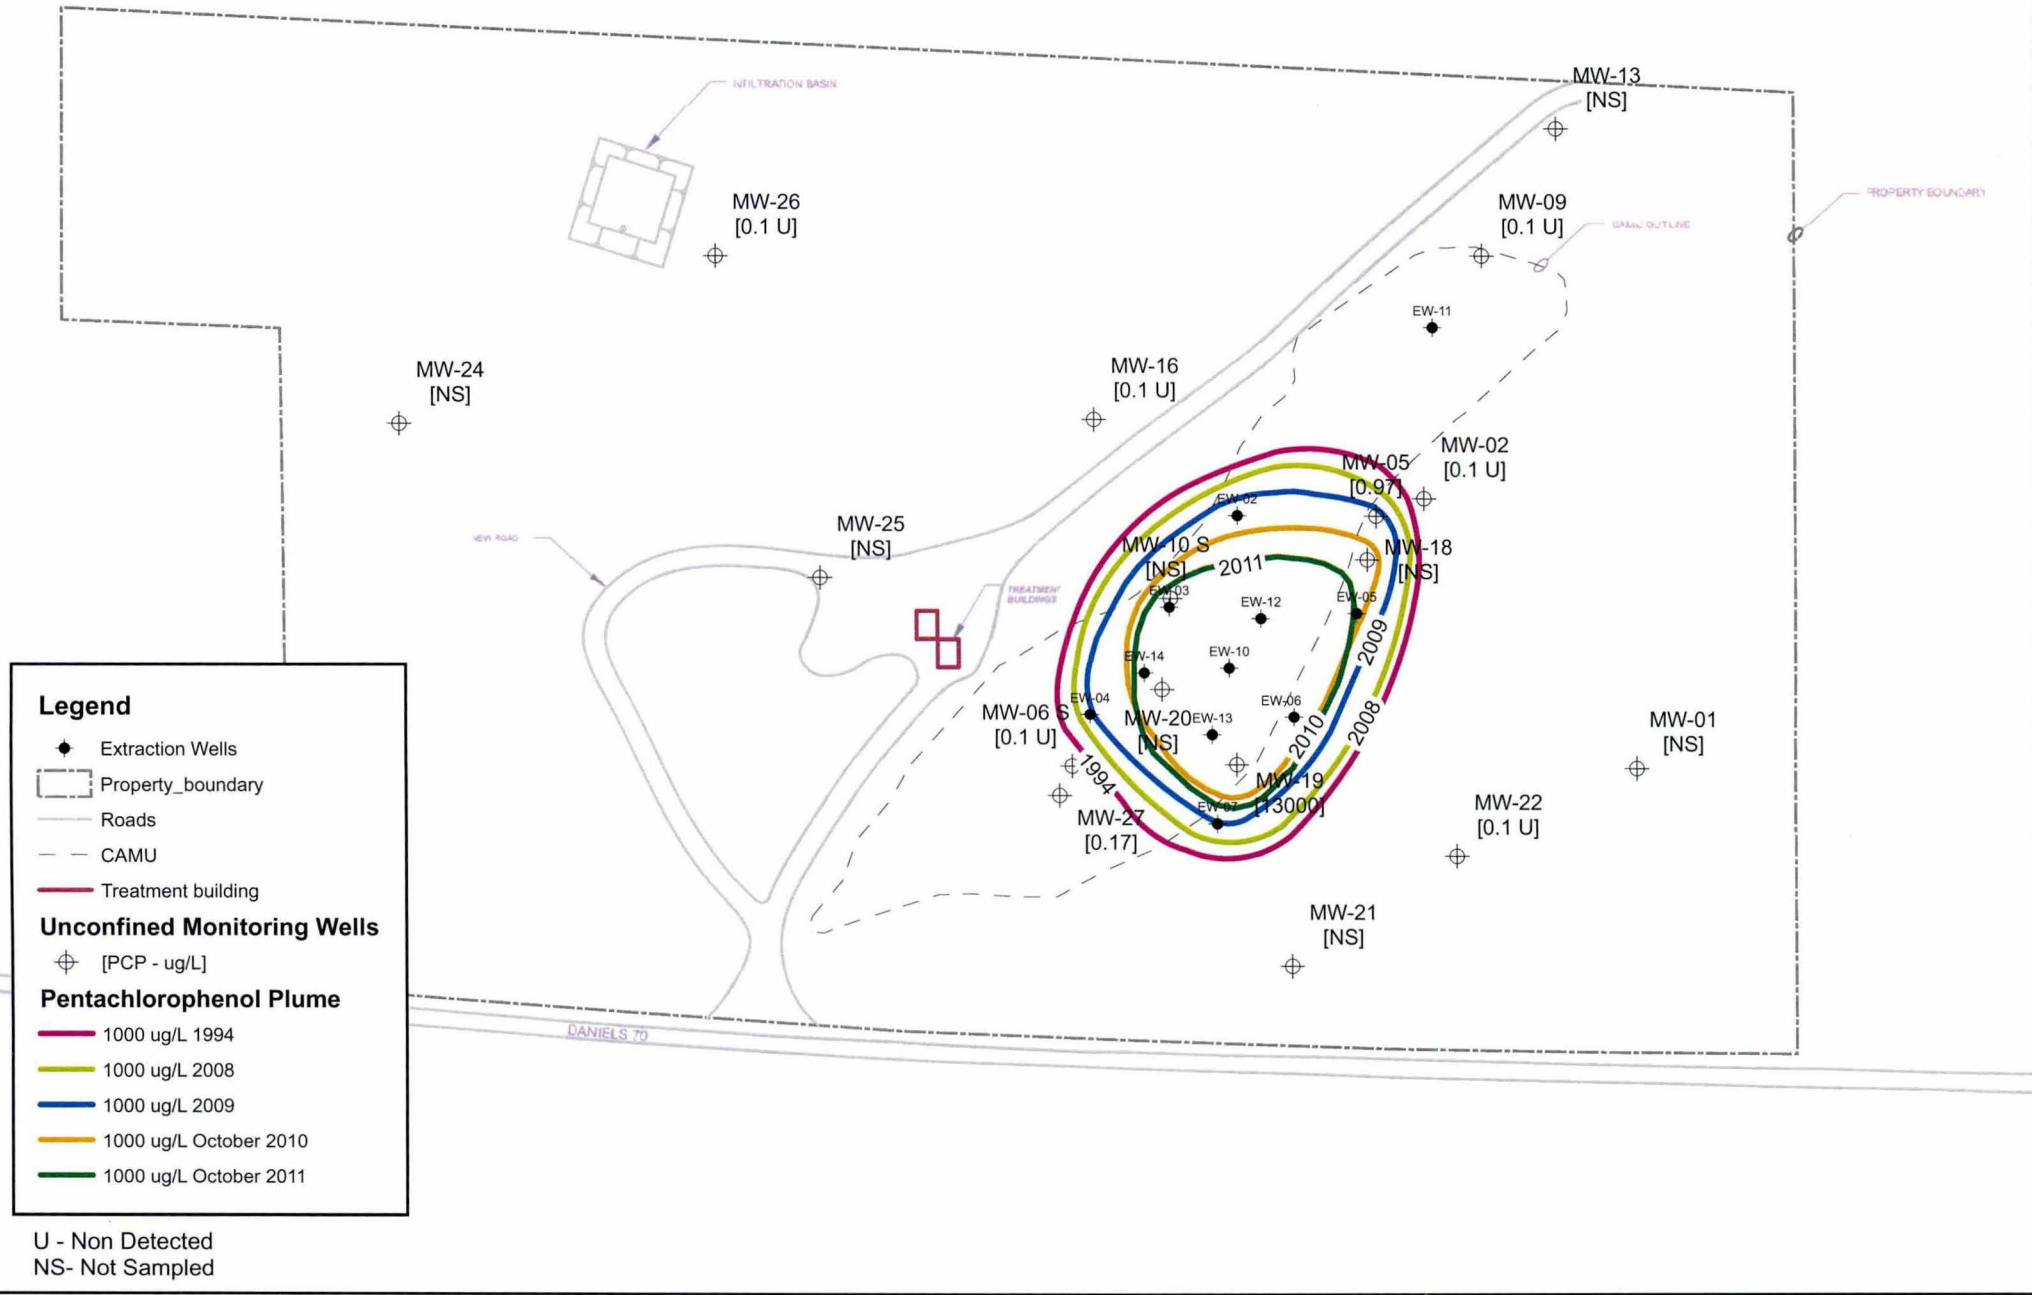 MW-13
[NS]
INFILTRATION BASIN
PROPERTY BOUNDARY
MW-26
[0.1 U]
MW-09
[0.1 U]
CAMU OUTLINE
EW-11
MW-24
[NS]
MW-16
[0.1 U]
MW-02
[0.1 U]
MW-05
[0.97]
EW-02
MW-25
[NS]
NEW ROAD
MW-10 S
[NS]
MW-18
[NS]
2011
TREATMENT
BUILDINGS
EW-03
EW-12
EW-05
2009
EW-14
EW-10
EW-04
EW-06
MW-06 S
[0.1 U]
MW-20
[NS]
EW-13
2010
2008
MW-01
[NS]
1994
MW-19
[13000]
EW-07
MW-27
[0.17]
MW-22
[0.1 U]
MW-21
[NS]
DANIELS 70
Legend
Extraction Wells
Property_boundary
Roads
CAMU
Treatment building
Unconfined Monitoring Wells
[PCP - ug/L]
Pentachlorophenol Plume
1000 ug/L 1994
1000 ug/L 2008
1000 ug/L 2009
1000 ug/L October 2010
1000 ug/L October 2011
U - Non Detected
NS- Not Sampled